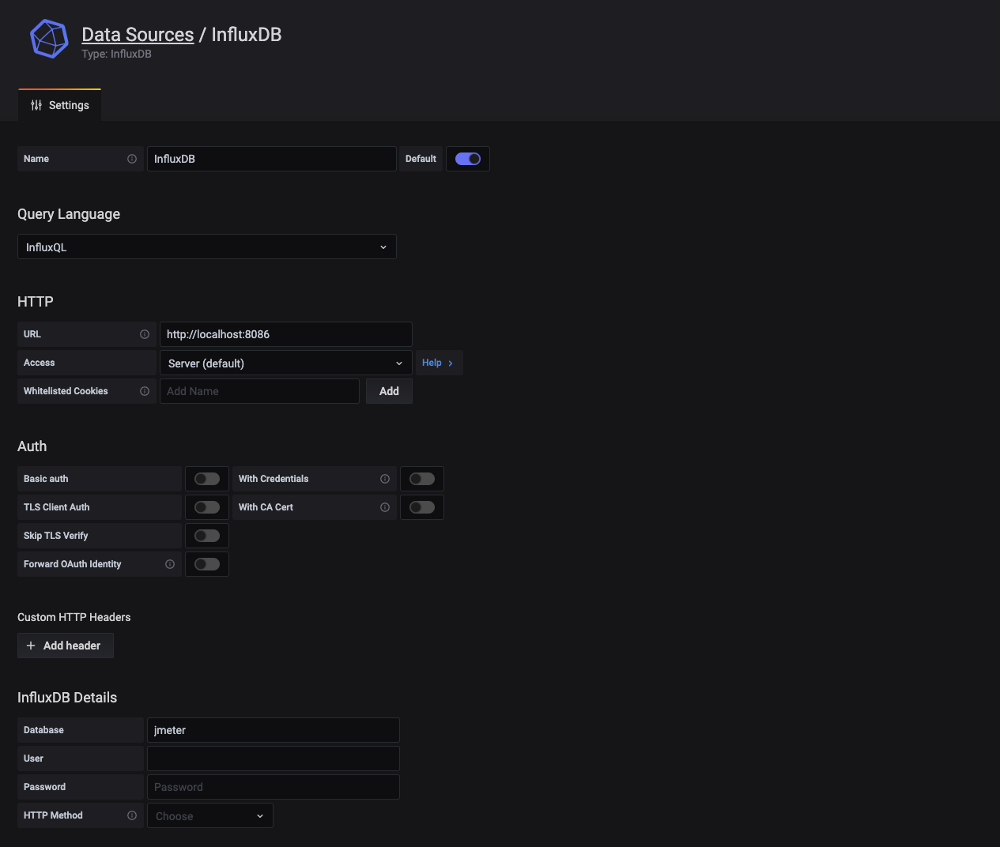 Data Sources / InfluxDB
Type: InfluxDB
Settings
Name InfluxDB Default
Query Language
InfluxQL
HTTP
URL http://localhost:8086
Access Server (default) Help
Whitelisted Cookies Add Name Add
Auth
Basic auth With Credentials
TLS Client Auth With CA Cert
Skip TLS Verify
Forward OAuth Identity
Custom HTTP Headers
+ Add header
InfluxDB Details
Database jmeter
User
Password Password
HTTP Method Choose